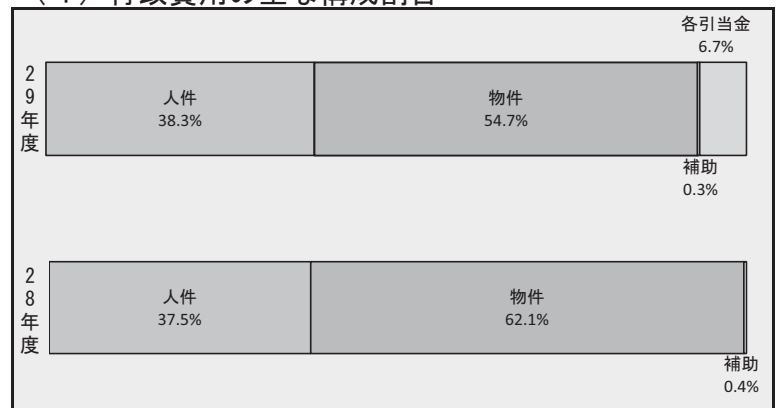 各引当金
6.7%
29年度
人件
38.3%
物件
54.7%
補助
0.3%
28年度
人件
37.5%
物件
62.1%
補助
0.4%